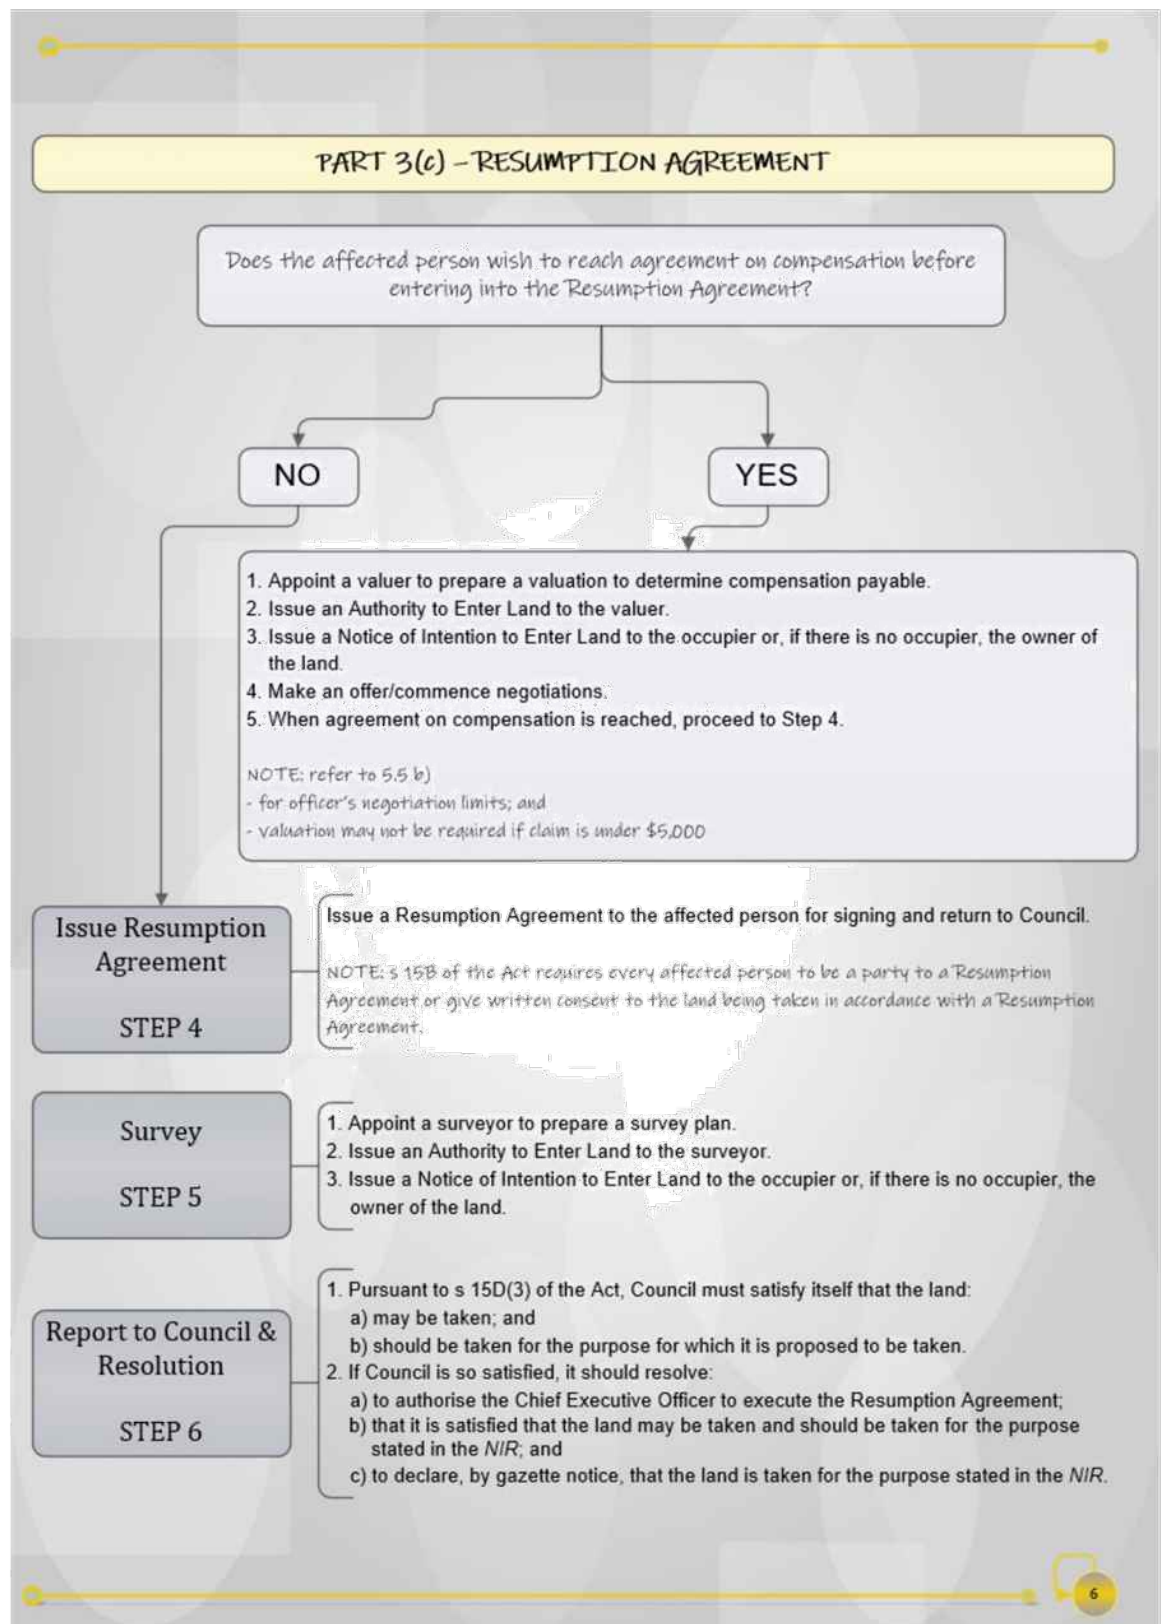 PART 3(c) – RESUMPTION AGREEMENT
Does the affected person wish to reach agreement on compensation before
entering into the Resumption Agreement?
NO
YES
1. Appoint a valuer to prepare a valuation to determine compensation payable.
2. Issue an Authority to Enter Land to the valuer.
3. Issue a Notice of Intention to Enter Land to the occupier or, if there is no occupier, the owner of
the land.
4. Make an offer/commence negotiations.
5. When agreement on compensation is reached, proceed to Step 4.
NOTE: refer to 5.5 b)
- for officer's negotiation limits; and
- valuation may not be required if claim is under $5,000
Issue Resumption
Agreement
STEP 4
Issue a Resumption Agreement to the affected person for signing and return to Council.
NOTE: s 15B of the Act requires every affected person to be a party to a Resumption
Agreement or give written consent to the land being taken in accordance with a Resumption
Agreement.
Survey
STEP 5
1. Appoint a surveyor to prepare a survey plan.
2. Issue an Authority to Enter Land to the surveyor.
3. Issue a Notice of Intention to Enter Land to the occupier or, if there is no occupier, the
owner of the land.
Report to Council &
Resolution
STEP 6
1. Pursuant to s 15D(3) of the Act, Council must satisfy itself that the land:
a) may be taken; and
b) should be taken for the purpose for which it is proposed to be taken.
2. If Council is so satisfied, it should resolve:
a) to authorise the Chief Executive Officer to execute the Resumption Agreement;
b) that it is satisfied that the land may be taken and should be taken for the purpose
stated in the NIR; and
c) to declare, by gazette notice, that the land is taken for the purpose stated in the NIR.
6